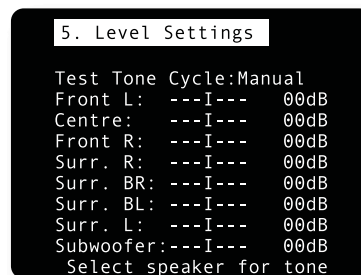 5. Level Settings
Test Tone Cycle:Manual
Front L: ---I--- 00dB
Centre: ---I--- 00dB
Front R: ---I--- 00dB
Surr. R: ---I--- 00dB
Surr. BR: ---I--- 00dB
Surr. BL: ---I--- 00dB
Surr. L: ---I--- 00dB
Subwoofer:---I--- 00dB
Select speaker for tone